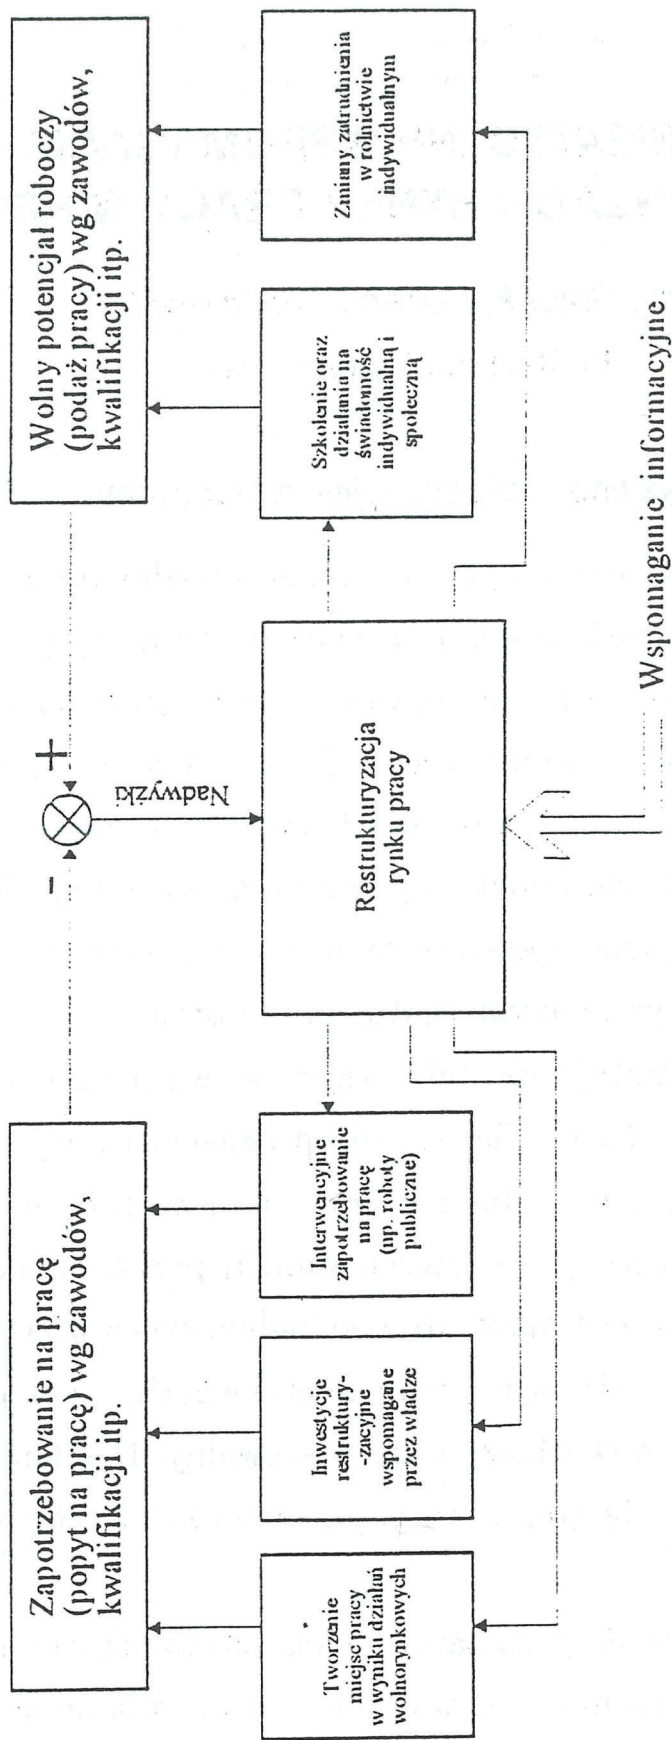 Zapotrzebowanie na pracę
(popyt na pracę) wg zawodów,
kwalifikacji itp.
-
+
Wolny potencjał roboczy
(podaż pracy) wg zawodów,
kwalifikacji itp.
Nadwyżki
Tworzenie
miejsc pracy
w wyniku działań
wolnorynkowych
Inwestycje
restruktury-
-zacyjne
wspomagane
przez władze
Interwencyjne
zapotrzebowanie
na pracę
(np. roboty
publiczne)
Restrukturyzacja
rynku pracy
Szkolenie oraz
działania na
świadomość
indywidualną i
społeczną
Zmiany zatrudnienia
w rolnictwie
indywidualnym
Wspomaganie informacyjne